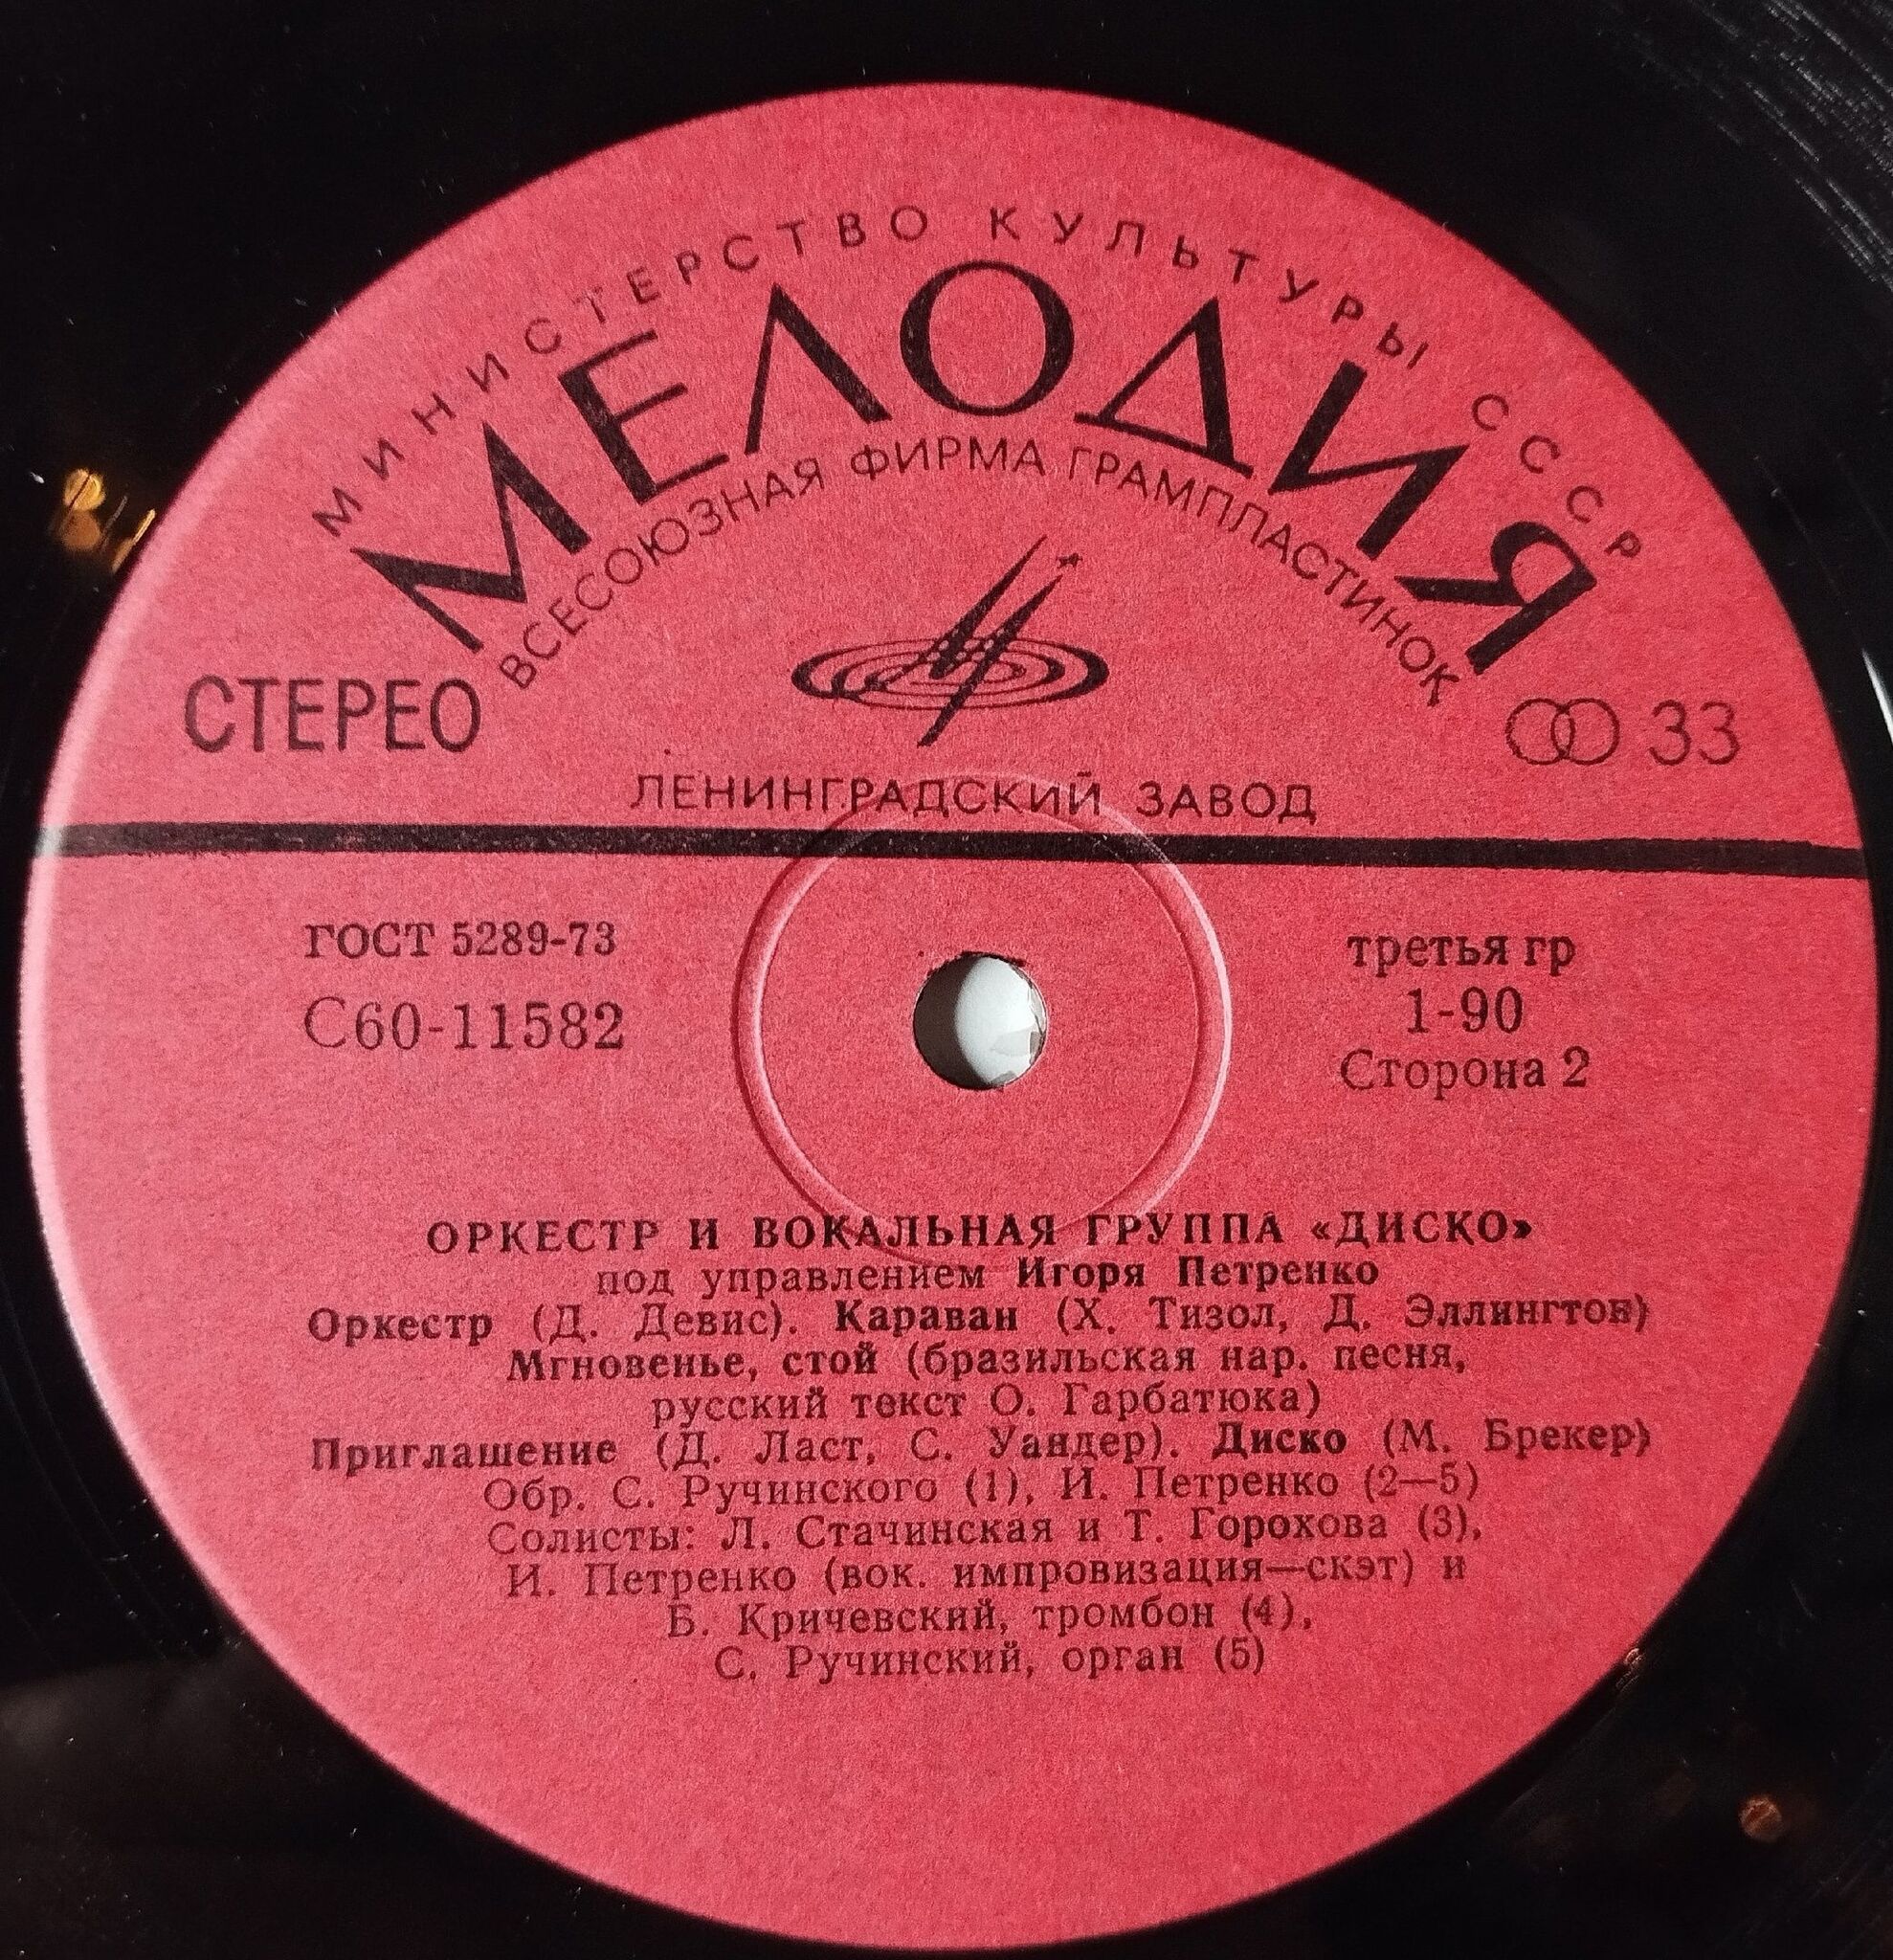 МИНИСТЕРСТВО КУЛЬТУРЫ СССР
МЕЛОДИЯ
ВСЕСОЮЗНАЯ ФИРМА ГРАМПЛАСТИНОК
СТЕРЕО
33
ЛЕНИНГРАДСКИЙ ЗАВОД
ГОСТ 5289-73
С60-11582
третья гр
1-90
Сторона 2
ОРКЕСТР И ВОКАЛЬНАЯ ГРУППА «ДИСКО»
под управлением Игоря Петренко
Оркестр (Д. Девис). Караван (Х. Тизол, Д. Эллингтон)
Мгновенье, стой (бразильская нар. песня,
русский текст О. Гарбатюка)
Приглашение (Д. Ласт, С. Уандер). Диско (М. Брекер)
Обр. С. Ручинского (1), И. Петренко (2—5)
Солисты: Л. Стачинская и Т. Горохова (3),
И. Петренко (вок. импровизация—скэт) и
Б. Кричевский, тромбон (4),
С. Ручинский, орган (5)